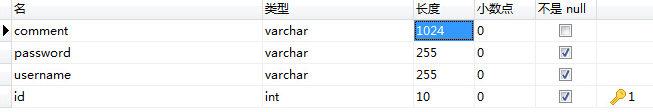 名 类型 长度 小数点 不是 null
comment varchar 1024 0
password varchar 255 0
username varchar 255 0
id int 10 0 1